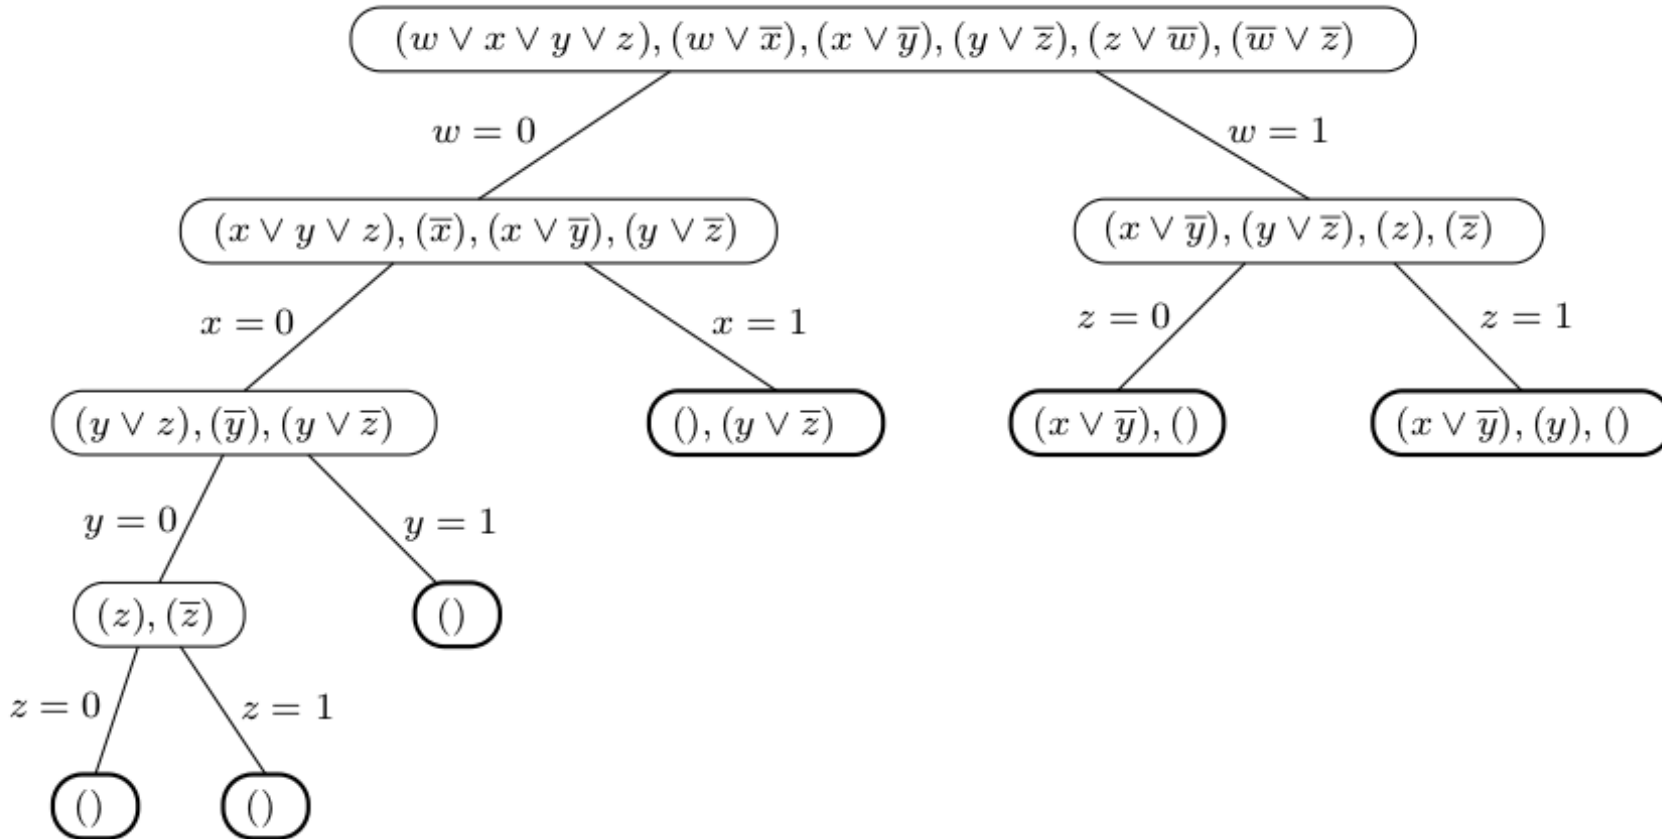 (w ∨ x ∨ y ∨ z), (w ∨ x̅), (x ∨ y̅), (y ∨ z̅), (z ∨ w̅), (w̅ ∨ z̅)
w = 0 w = 1
(x ∨ y ∨ z), (x̅), (x ∨ y̅), (y ∨ z̅) (x ∨ y̅), (y ∨ z̅), (z), (z̅)
x = 0 x = 1 z = 0 z = 1
(y ∨ z), (y̅), (y ∨ z̅) (), (y ∨ z̅) (x ∨ y̅), () (x ∨ y̅), (y), ()
y = 0 y = 1
(z), (z̅) ()
z = 0 z = 1
() ()